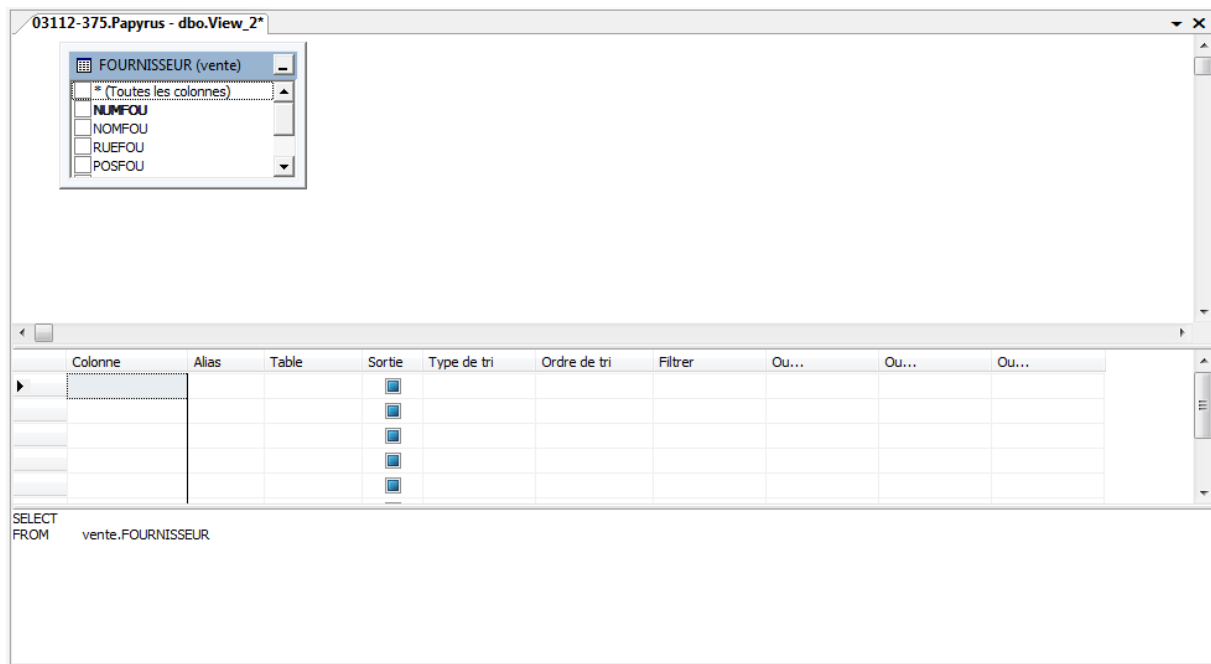 03112-375.Papyrus - dbo.View_2*
FOURNISSEUR (vente)
* (Toutes les colonnes)
NUMFOU
NOMFOU
RUEFOU
POSFOU
Colonne Alias Table Sortie Type de tri Ordre de tri Filtrer Ou... Ou... Ou...
SELECT
FROM vente.FOURNISSEUR